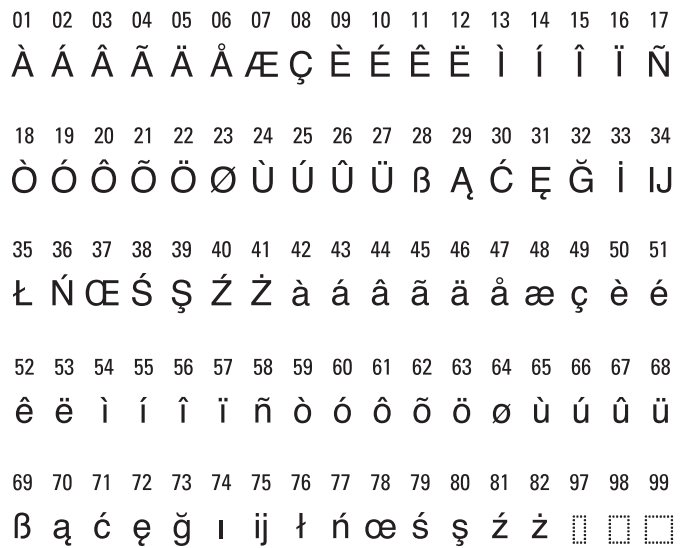 01 02 03 04 05 06 07 08 09 10 11 12 13 14 15 16 17
À Á Â Ã Ä Å Æ Ç È É Ê Ë Ì Í Î Ï Ñ
18 19 20 21 22 23 24 25 26 27 28 29 30 31 32 33 34
Ò Ó Ô Õ Ö Ø Ù Ú Û Ü ß Ą Ć Ę Ğ İ IJ
35 36 37 38 39 40 41 42 43 44 45 46 47 48 49 50 51
Ł Ń Œ Ś Ş Ź Ż à á â ã ä å æ ç è é
52 53 54 55 56 57 58 59 60 61 62 63 64 65 66 67 68
ê ë ì í î ï ñ ò ó ô õ ö ø ù ú û ü
69 70 71 72 73 74 75 76 77 78 79 80 81 82 97 98 99
ß ą ć ę ğ ı ij ł ń œ ś ş ź ż